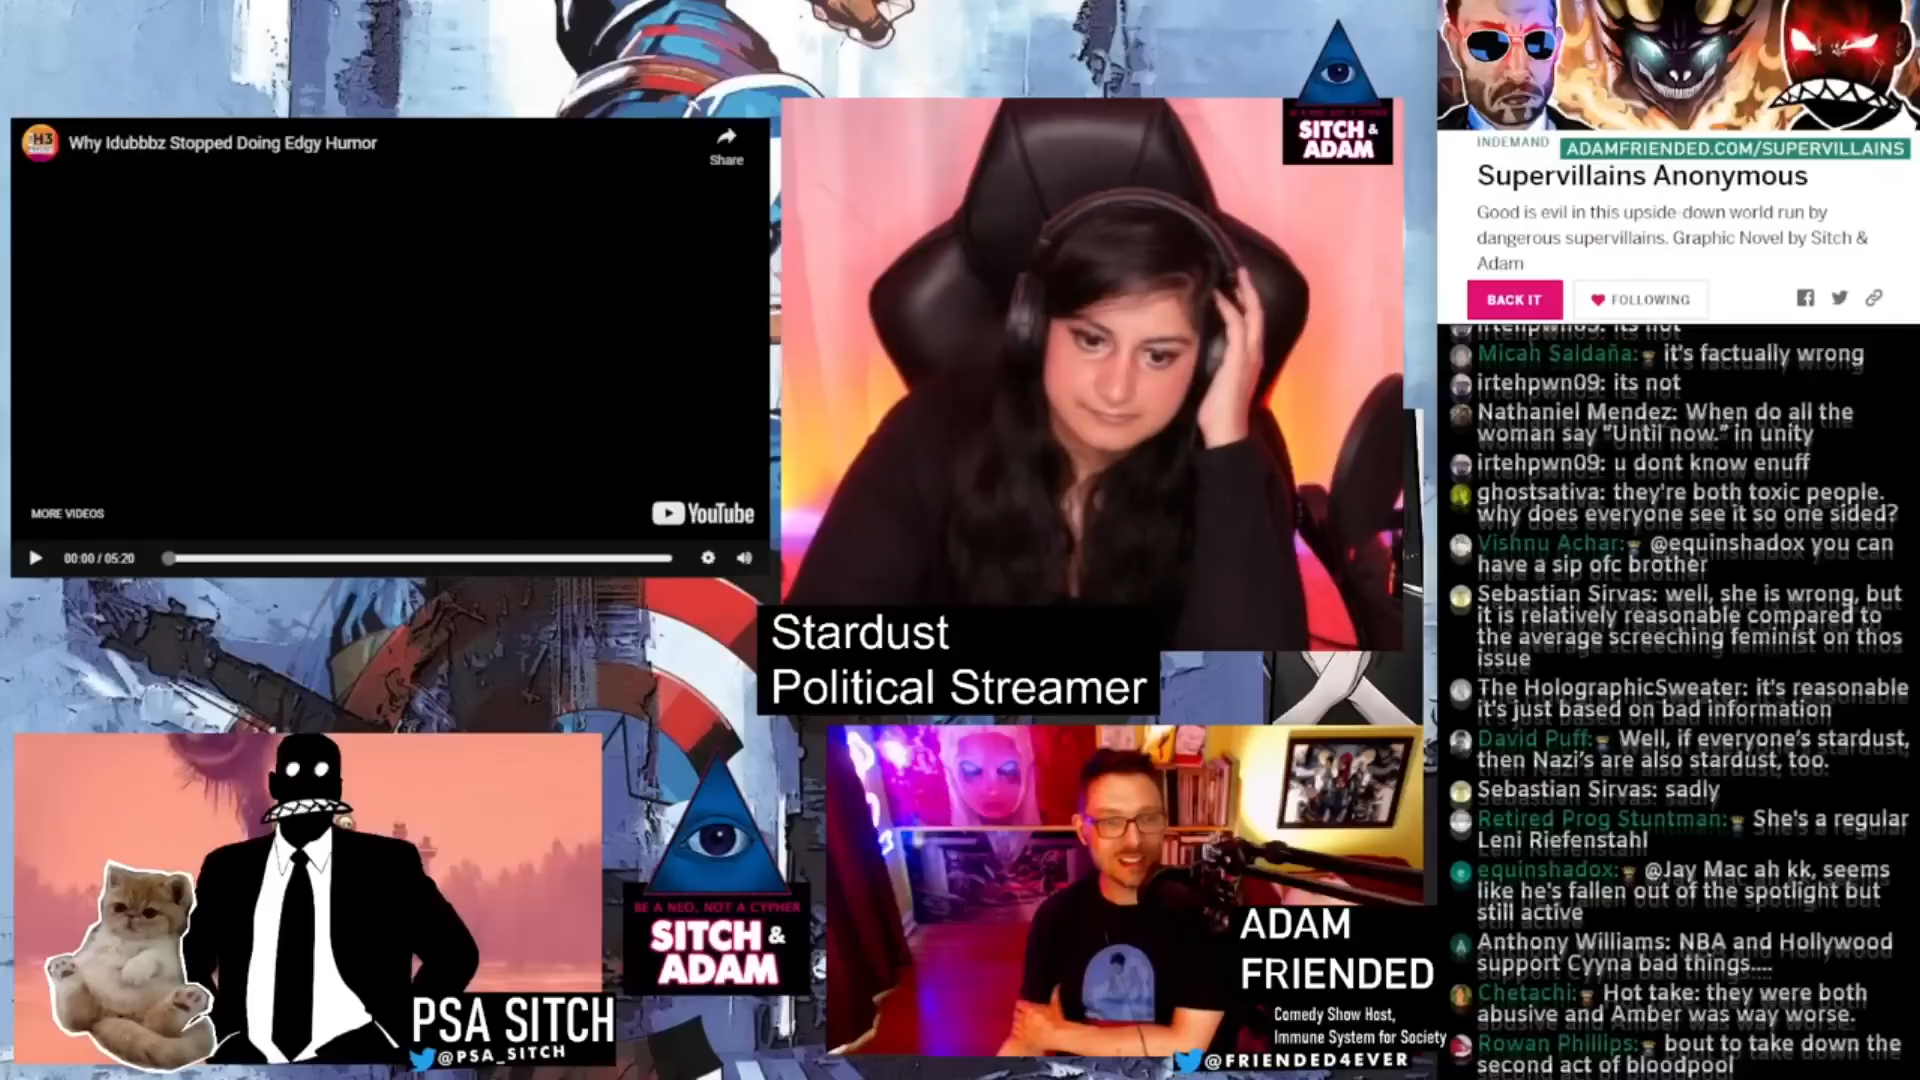 H3
Why Idubbbz Stopped Doing Edgy Humor
Share
MORE VIDEOS
YouTube
00:00 / 05:20
SITCH &
ADAM
Stardust
Political Streamer
PSA SITCH
@PSA_SITCH
BE A NEO, NOT A CYPHER
SITCH &
ADAM
ADAM
FRIENDED
Comedy Show Host,
Immune System for Society
@FRIENDED4EVER
INDEMAND
ADAMFRIENDED.COM/SUPERVILLAINS
Supervillains Anonymous
Good is evil in this upside-down world run by
dangerous supervillains. Graphic Novel by Sitch &
Adam
BACK IT
FOLLOWING
irtehpwn09: its not
Micah Saldaña: it's factually wrong
irtehpwn09: its not
Nathaniel Mendez: When do all the
woman say "Until now." in unity
irtehpwn09: u dont know enuff
ghostsativa: they're both toxic people.
why does everyone see it so one sided?
Vishnu Achar: @equinshadox you can
have a sip ofc brother
Sebastian Sirvas: well, she is wrong, but
it is relatively reasonable compared to
the average screeching feminist on thos
issue
The HolographicSweater: it's reasonable
it's just based on bad information
David Puff: Well, if everyone's stardust,
then Nazi's are also stardust, too.
Sebastian Sirvas: sadly
Retired Prog Stuntman: She's a regular
Leni Riefenstahl
equinshadox: @Jay Mac ah kk, seems
like he's fallen out of the spotlight but
still active
Anthony Williams: NBA and Hollywood
support Cyyna bad things....
Chetachi: Hot take: they were both
abusive and Amber was way worse.
Rowan Phillips: bout to take down the
second act of bloodpool